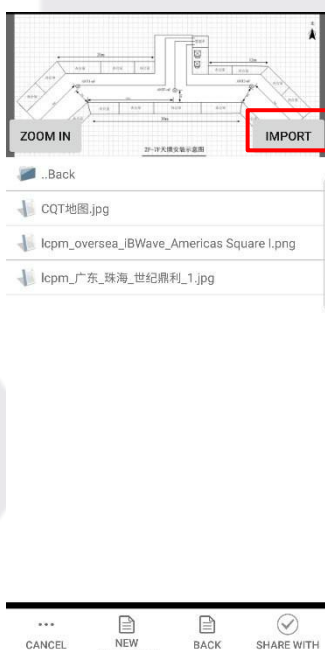 ZOOM IN
IMPORT
2F-7F天馈安装示意图
..Back
CQT地图.jpg
lcpm_oversea_iBWave_Americas Square I.png
lcpm_广东_珠海_世纪鼎利_1.jpg
CANCEL
NEW
BACK
SHARE WITH